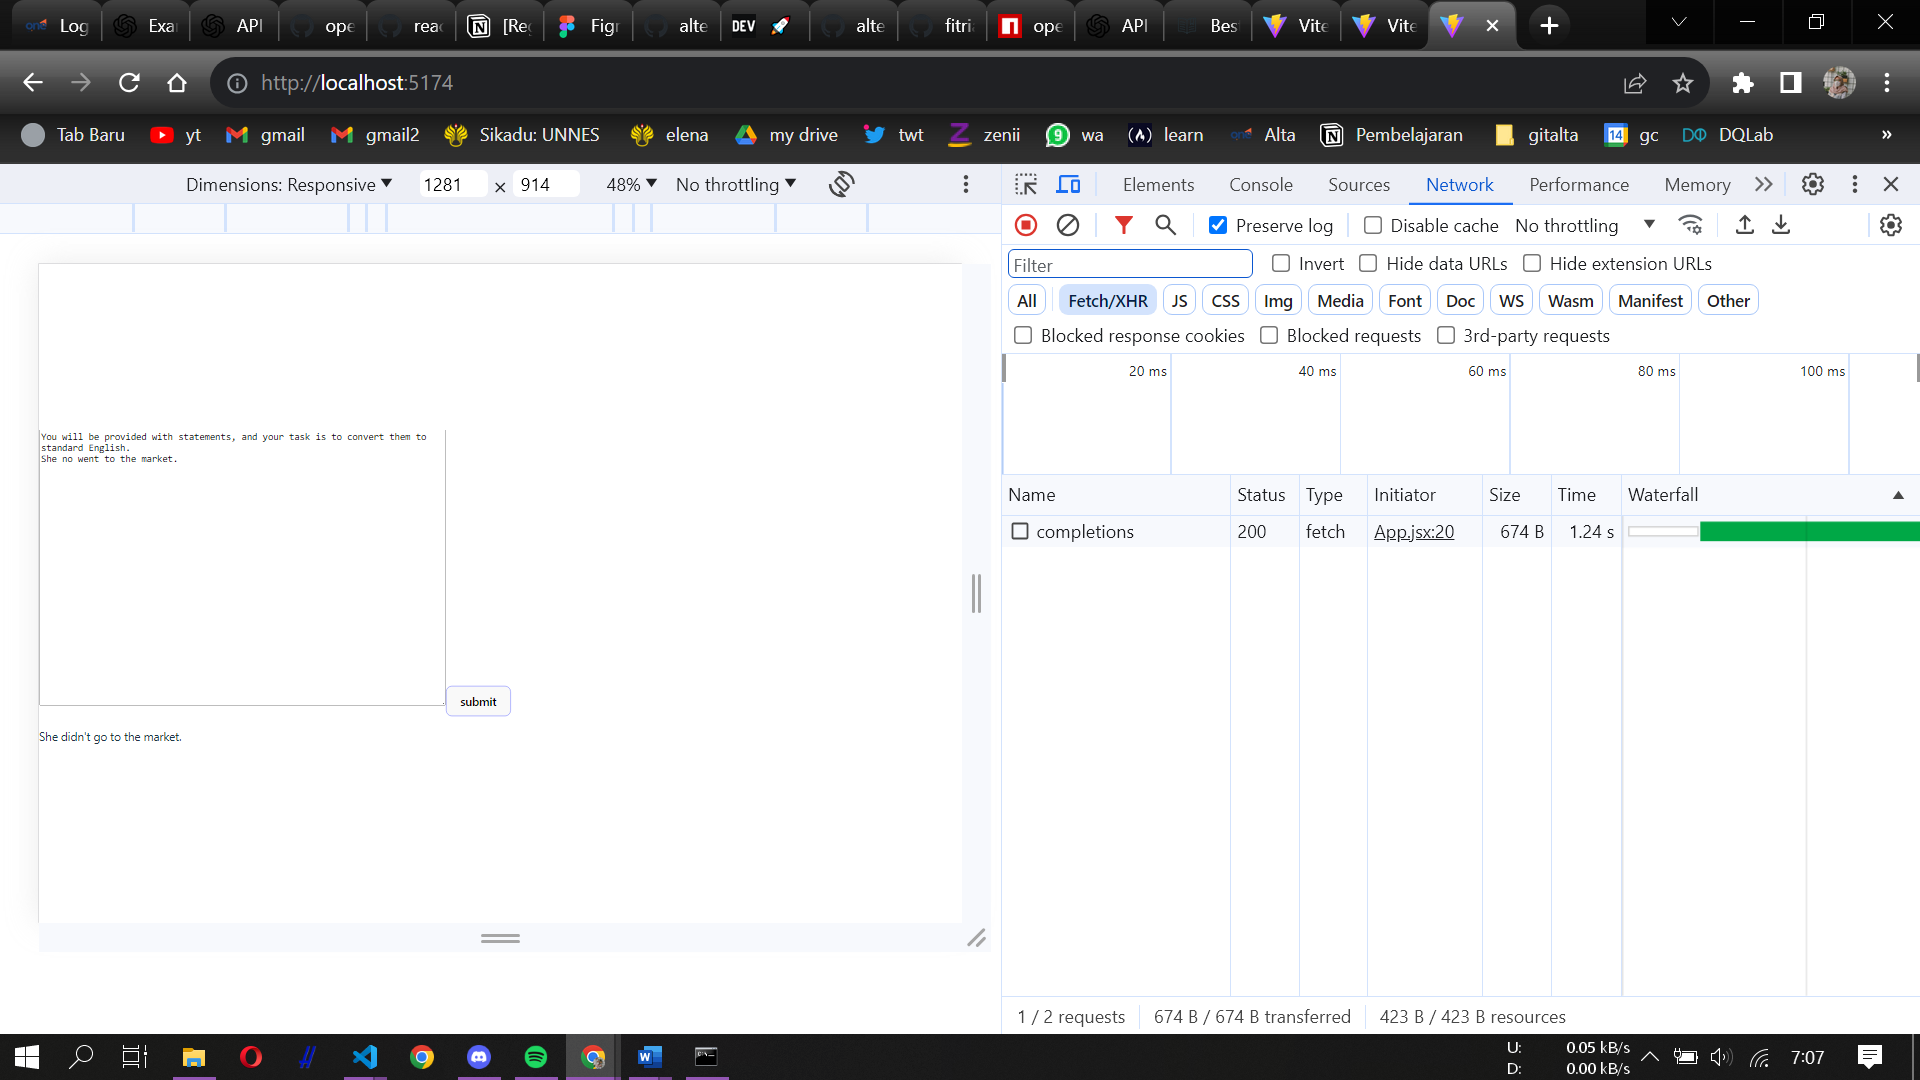 Log
Exa
API
ope
reac
[Re
Figr
alte
DEV
alte
fitria
ope
API
Bes
Vite
Vite
http://localhost:5174
Tab Baru
yt
gmail
gmail2
Sikadu: UNNES
elena
my drive
twt
zenii
9
wa
learn
Alta
Pembelajaran
gitalta
14
gc
DQLab
»
Dimensions: Responsive
1281 × 914
48%
No throttling
Elements
Console
Sources
Network
Performance
Memory
Preserve log
Disable cache
No throttling
Filter
Invert
Hide data URLs
Hide extension URLs
All
Fetch/XHR
JS
CSS
Img
Media
Font
Doc
WS
Wasm
Manifest
Other
Blocked response cookies
Blocked requests
3rd-party requests
20 ms
40 ms
60 ms
80 ms
100 ms
You will be provided with statements, and your task is to convert them to
standard English.
She no went to the market.
submit
She didn't go to the market.
Name
Status
Type
Initiator
Size
Time
Waterfall
completions
200
fetch
App.jsx:20
674 B
1.24 s
1 / 2 requests
674 B / 674 B transferred
423 B / 423 B resources
U: 0.05 kB/s
D: 0.00 kB/s
7:07